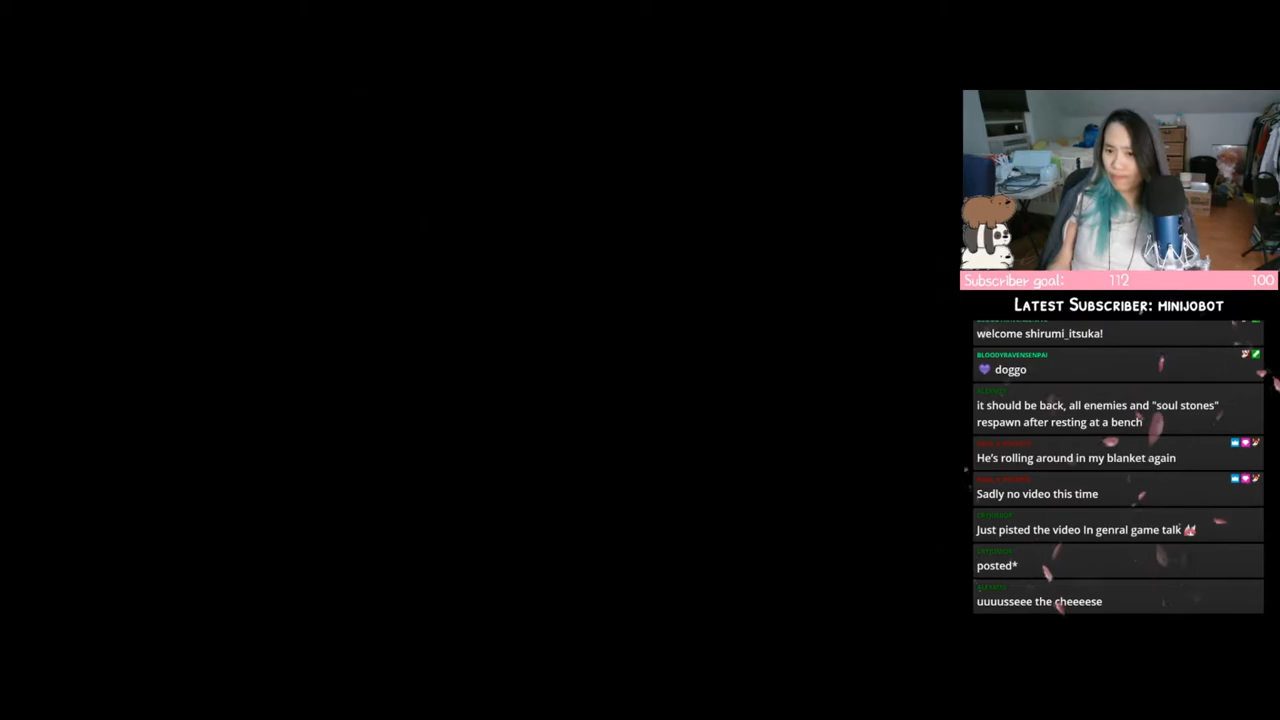 Subscriber goal: 112 100
Latest Subscriber: minijobot
welcome shirumi_itsuka!
BLOODYRAVENSENPAI
💜 doggo
it should be back, all enemies and "soul stones"
respawn after resting at a bench
He's rolling around in my blanket again
Sadly no video this time
Just pisted the video In genral game talk
posted*
uuuusseee the cheeeese